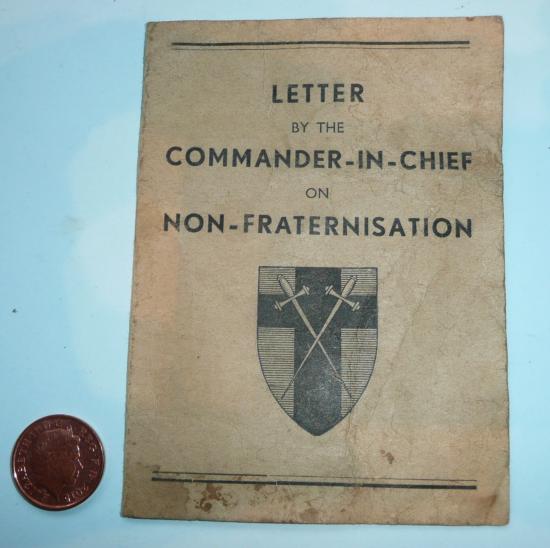 LETTER
BY THE
COMMANDER-IN-CHIEF
ON
NON-FRATERNISATION